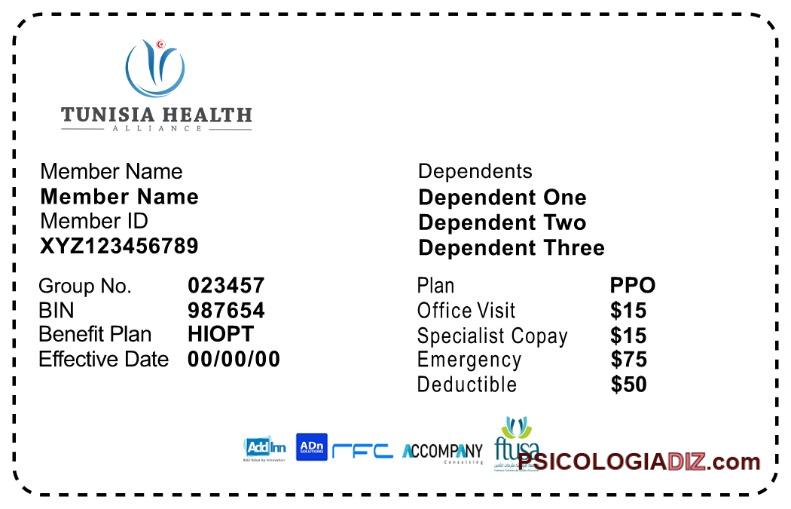 TUNISIA HEALTH
ALLIANCE
Member Name
Member Name
Member ID
XYZ123456789
Group No. 023457
BIN 987654
Benefit Plan HIOPT
Effective Date 00/00/00
Dependents
Dependent One
Dependent Two
Dependent Three
Plan PPO
Office Visit $15
Specialist Copay $15
Emergency $75
Deductible $50
AddInn
ADn
SOLUTIONS
RFC
ACCOMPANY
Consulting
ftusa
PSICOLOGIADIZ.com